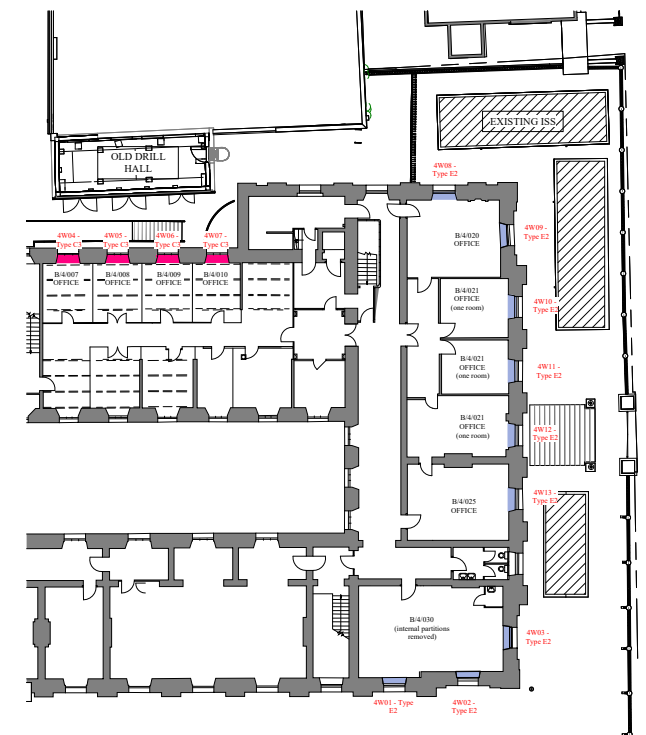 EXISTING ISS
OLD DRILL
HALL
4W08 -
Type E2
4W04 -
Type C3
4W05 -
Type C3
4W06 -
Type C3
4W07 -
Type C3
4W09 -
Type E2
B/4/020
OFFICE
B/4/007
OFFICE
B/4/008
OFFICE
B/4/009
OFFICE
B/4/010
OFFICE
B/4/021
OFFICE
(one room)
4W10 -
Type E2
B/4/021
OFFICE
(one room)
4W11 -
Type E2
B/4/021
OFFICE
(one room)
4W12 -
Type E2
B/4/025
OFFICE
4W13 -
Type E2
B/4/030
(internal partitions
removed)
4W03 -
Type E2
4W01 - Type
E2
4W02 -
Type E2